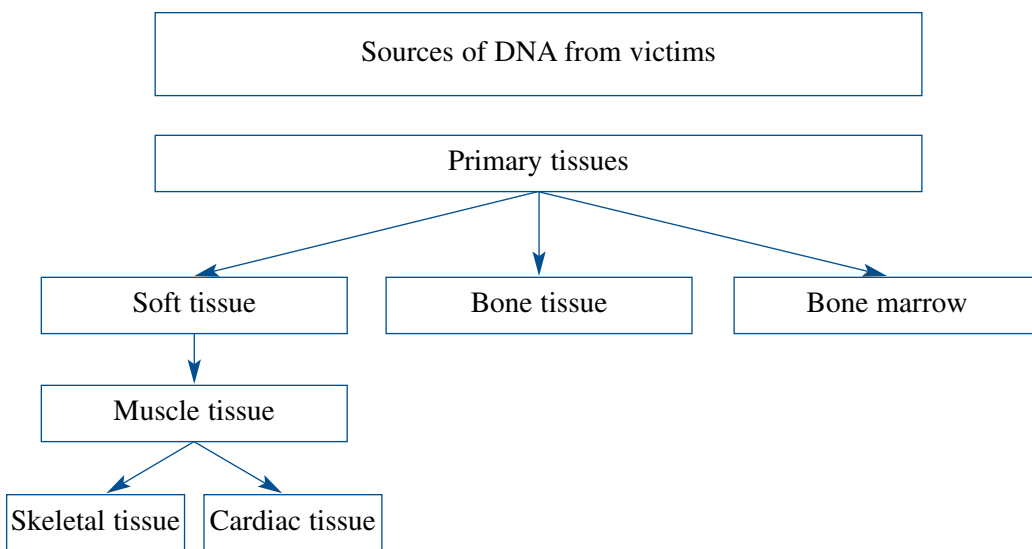 Sources of DNA from victims
Primary tissues
Soft tissue
Bone tissue
Bone marrow
Muscle tissue
Skeletal tissue
Cardiac tissue